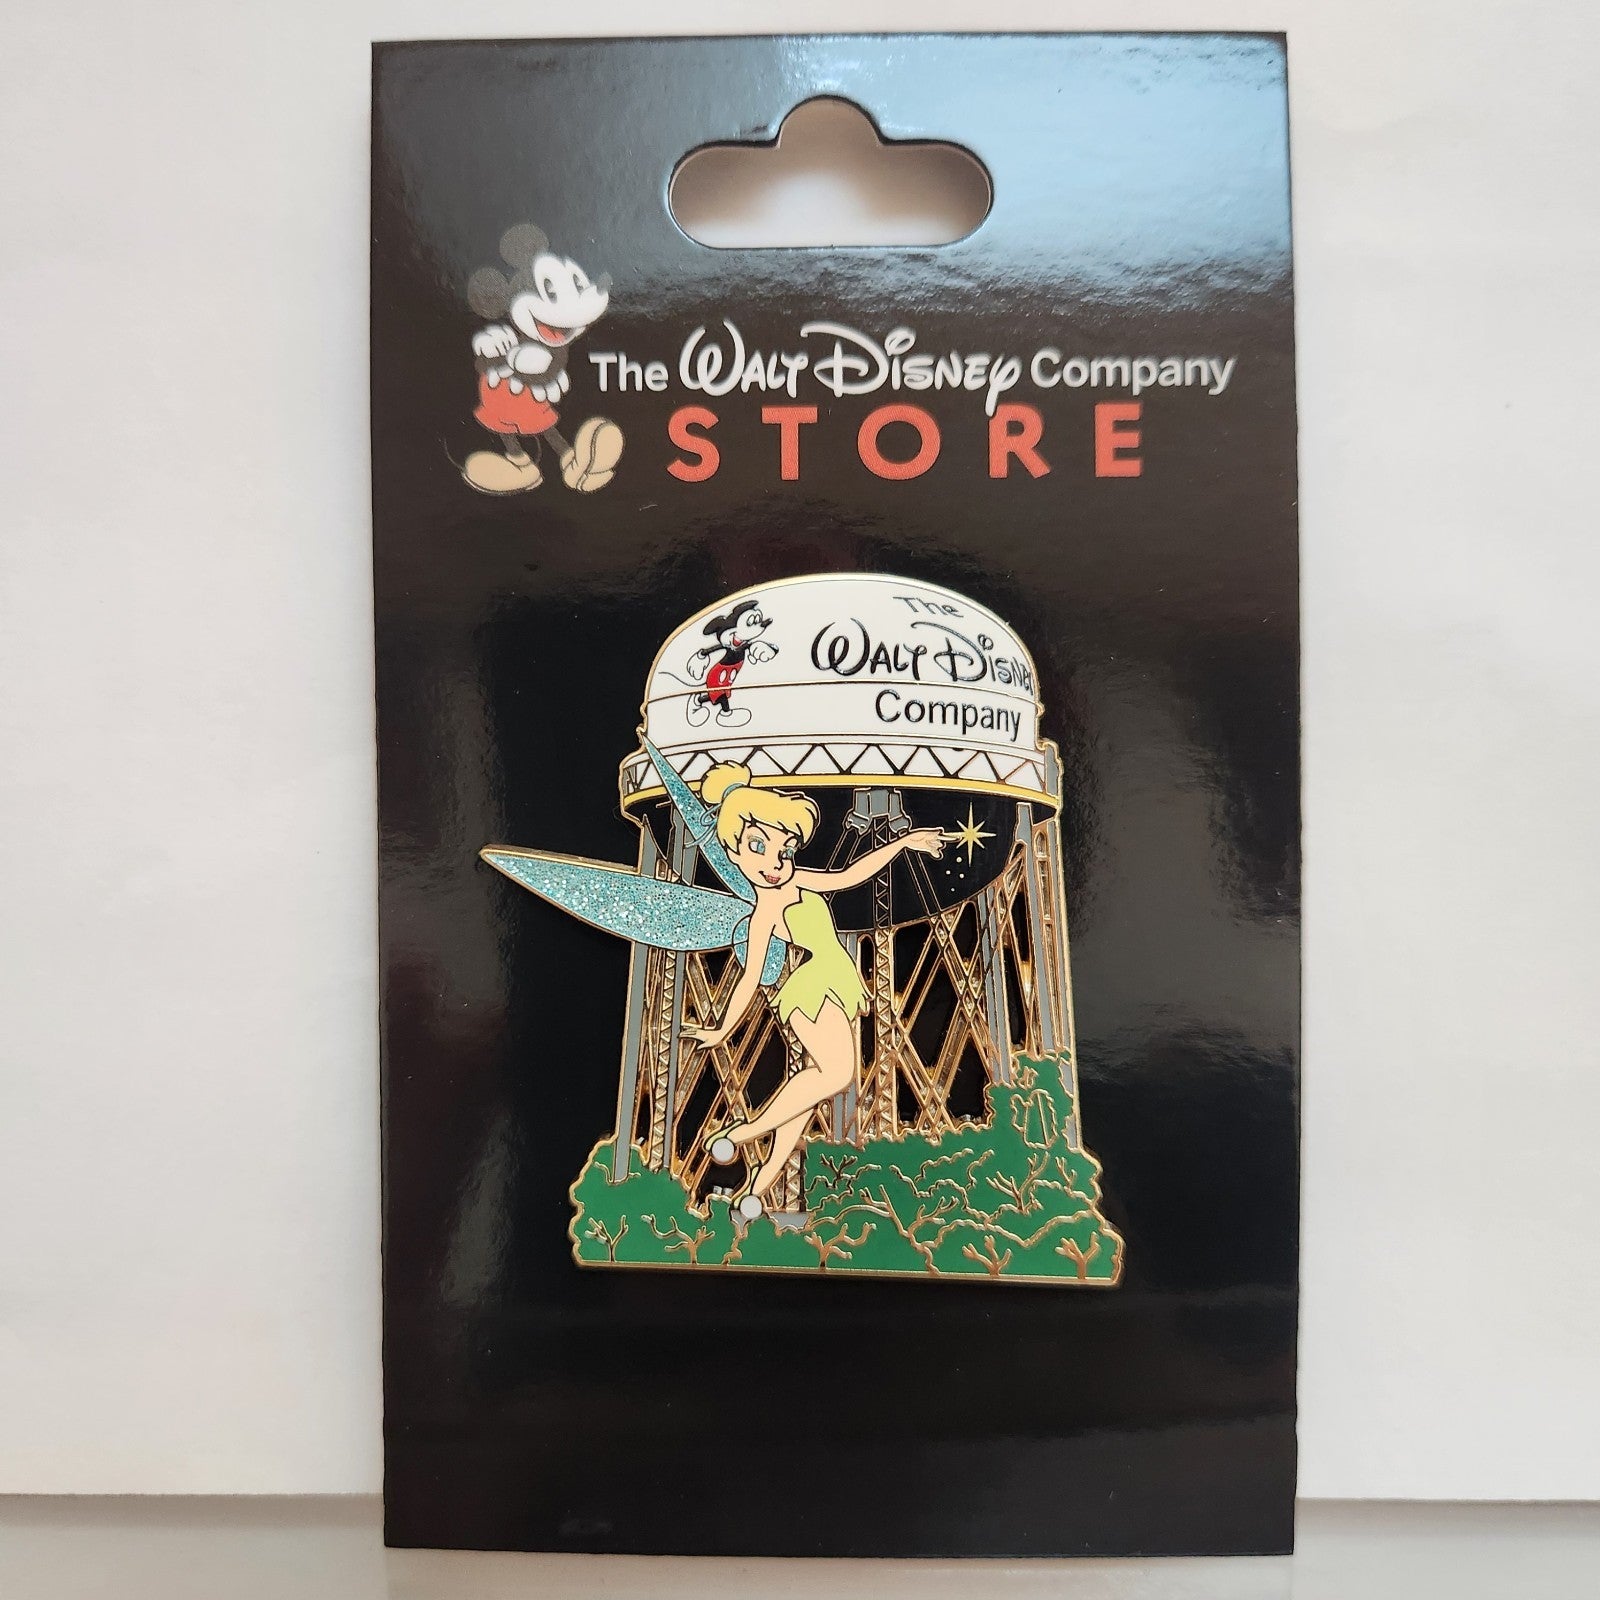 The Walt Disney Company
STORE
The
Walt Disney
Company